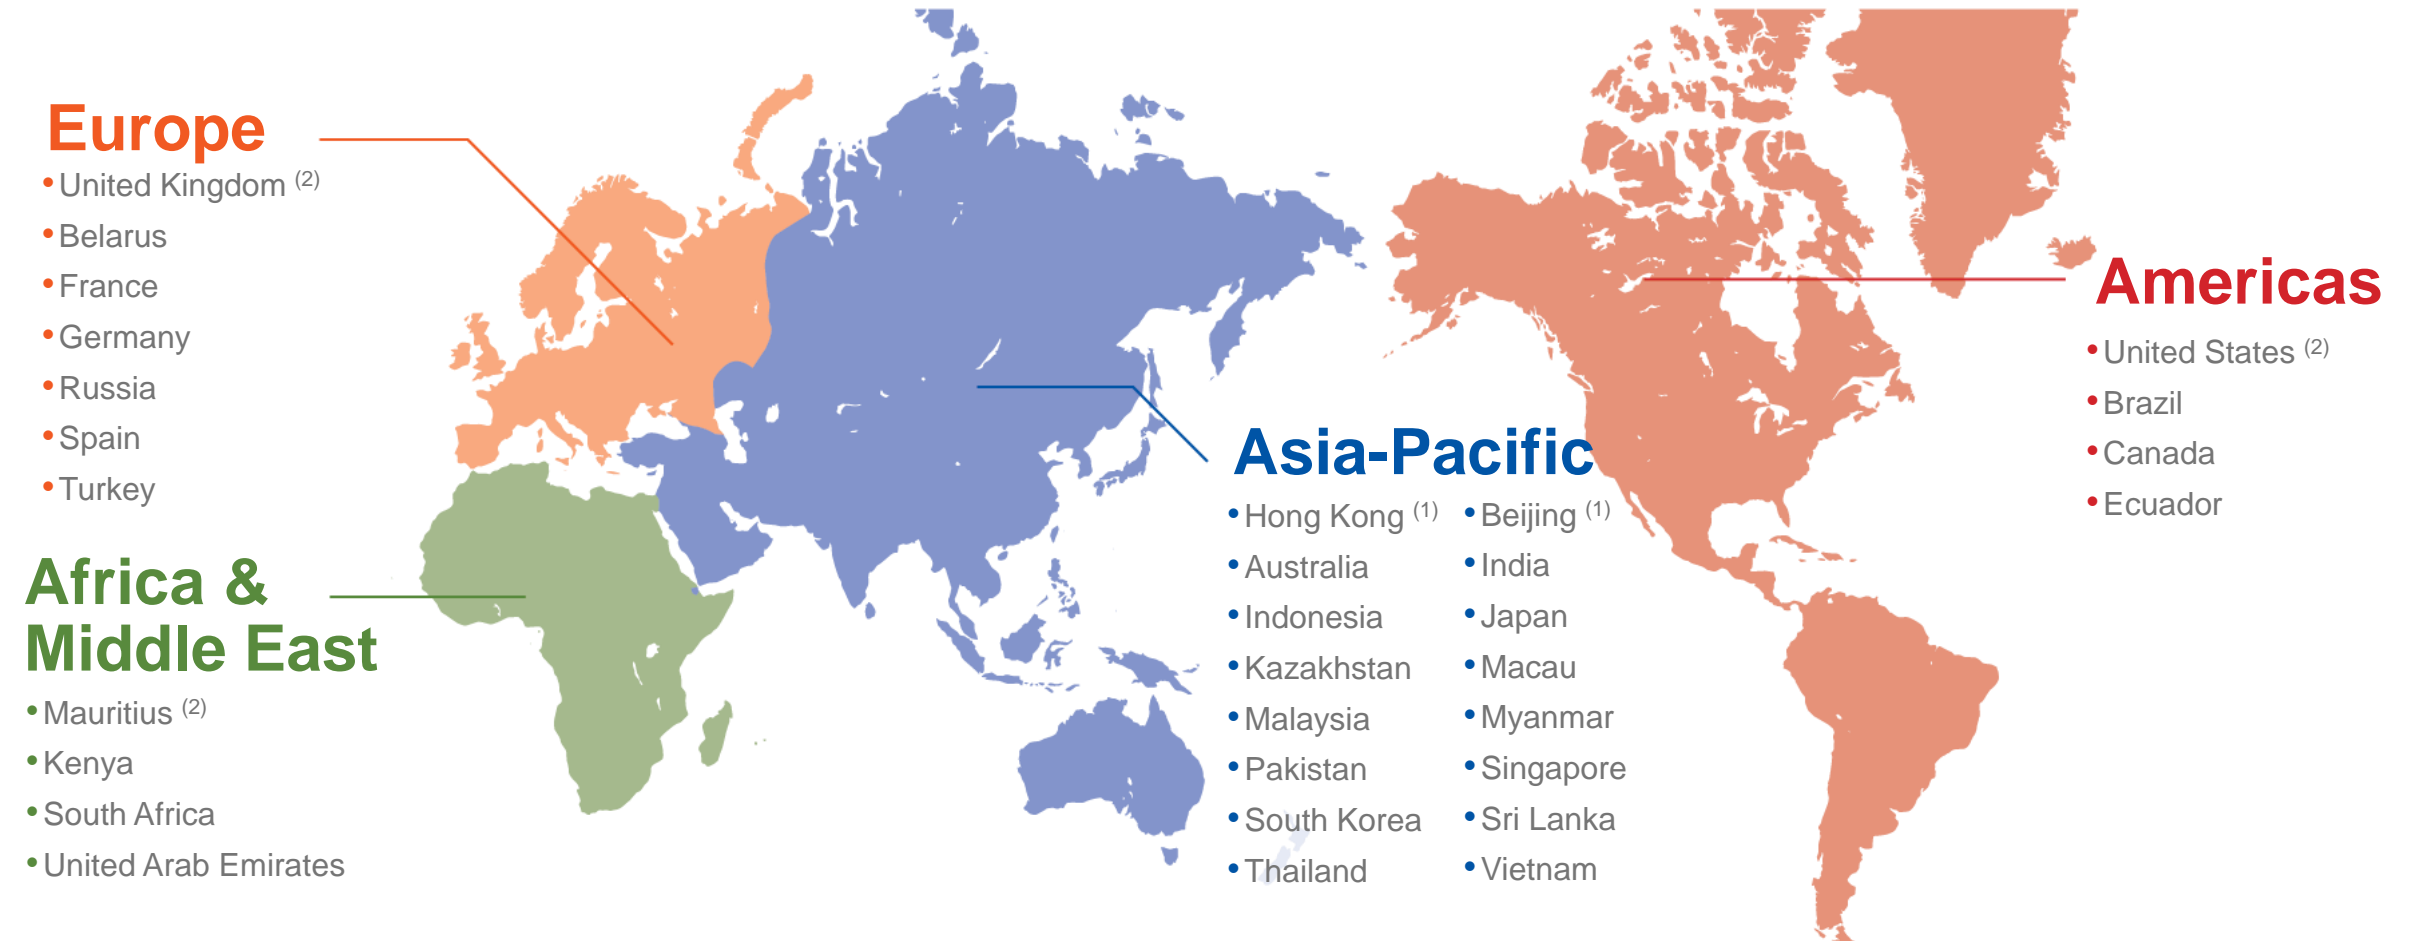 Europe
•United Kingdom (2)
•Belarus
•France
•Germany
•Russia
•Spain
•Turkey
Africa &
Middle East
•Mauritius (2)
•Kenya
•South Africa
•United Arab Emirates
Asia-Pacific
•Hong Kong (1)
•Australia
•Indonesia
•Kazakhstan
•Malaysia
•Pakistan
•South Korea
•Thailand
•Beijing (1)
•India
•Japan
•Macau
•Myanmar
•Singapore
•Sri Lanka
•Vietnam
Americas
•United States (2)
•Brazil
•Canada
•Ecuador